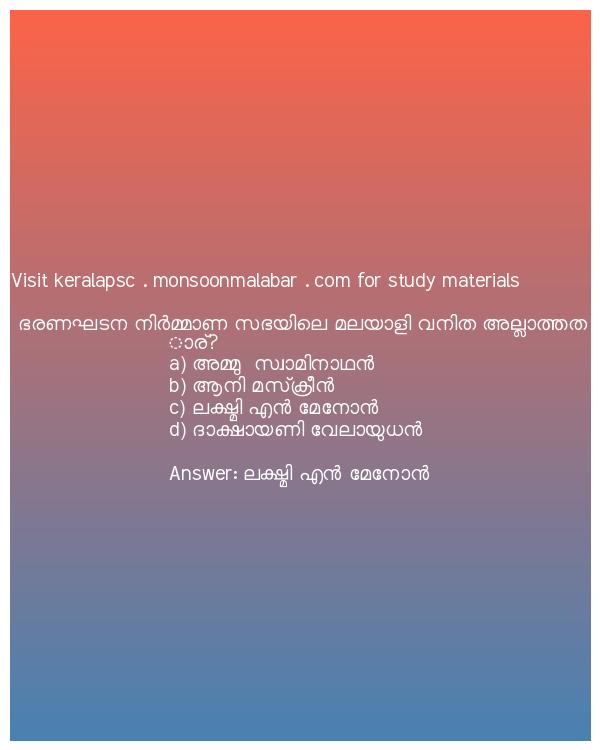 Visit keralapsc . monsoonmalabar . com for study materials
ഭരണഘടന നിർമ്മാണ സഭയിലെ മലയാളി വനിത അല്ലാത്തത
ാര്?
a) അമ്മു  സ്വാമിനാഥൻ
b) ആനി മസ്ക്രീൻ
c) ലക്ഷ്മി എൻ മേനോൻ
d) ദാക്ഷായണി വേലായുധൻ
Answer: ലക്ഷ്മി എൻ മേനോൻ